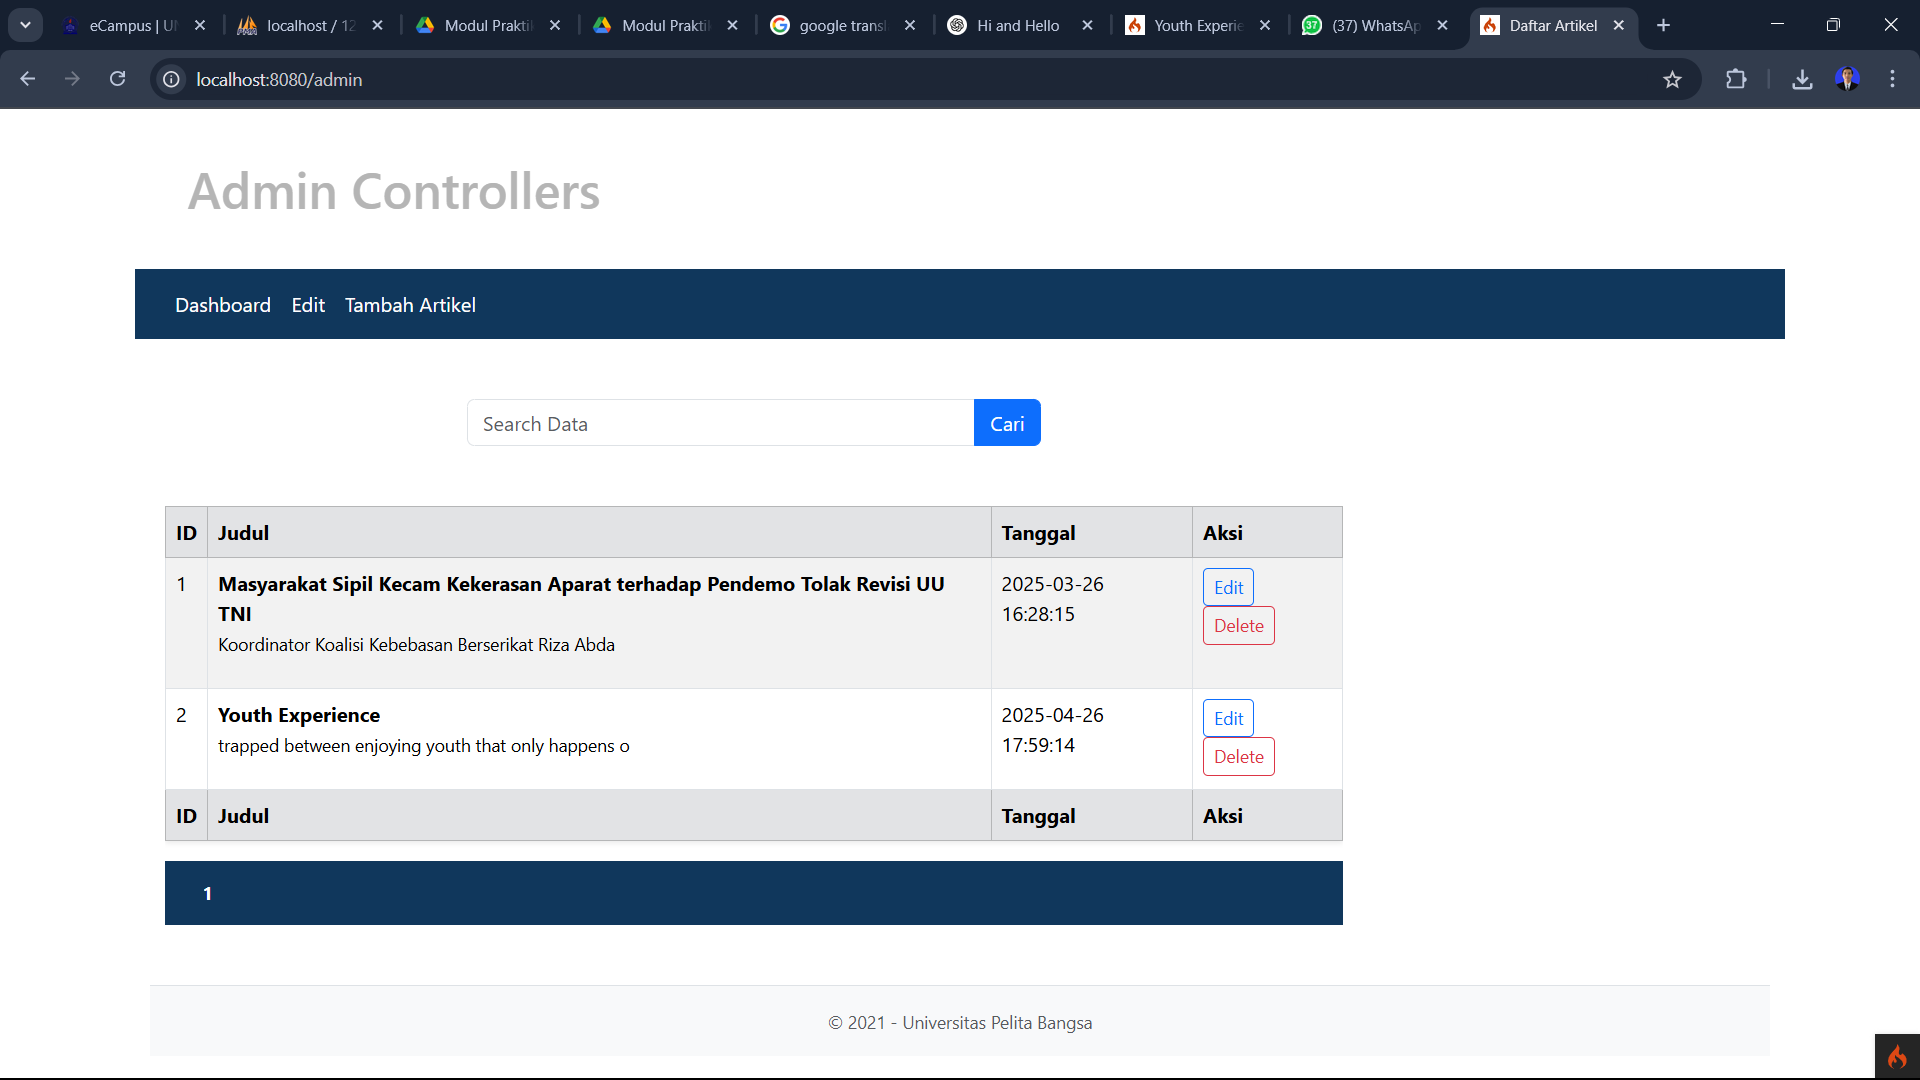 eCampus | U
localhost / 12
Modul Prakti
Modul Prakti
google transl
Hi and Hello
Youth Experie
37
(37) WhatsAp
Daftar Artikel
localhost:8080/admin
Admin Controllers
Dashboard Edit Tambah Artikel
Search Data Cari
ID Judul Tanggal Aksi
1 Masyarakat Sipil Kecam Kekerasan Aparat terhadap Pendemo Tolak Revisi UU 2025-03-26 Edit
TNI 16:28:15 Delete
Koordinator Koalisi Kebebasan Berserikat Riza Abda
2 Youth Experience 2025-04-26 Edit
trapped between enjoying youth that only happens o 17:59:14 Delete
ID Judul Tanggal Aksi
1
© 2021 - Universitas Pelita Bangsa